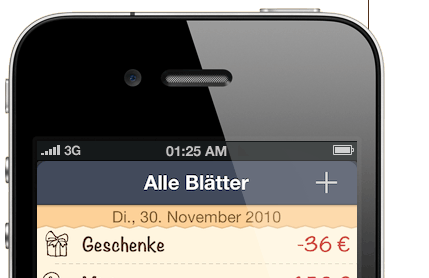 3G 01:25 AM
Alle Blätter +
Di., 30. November 2010
Geschenke -36 €